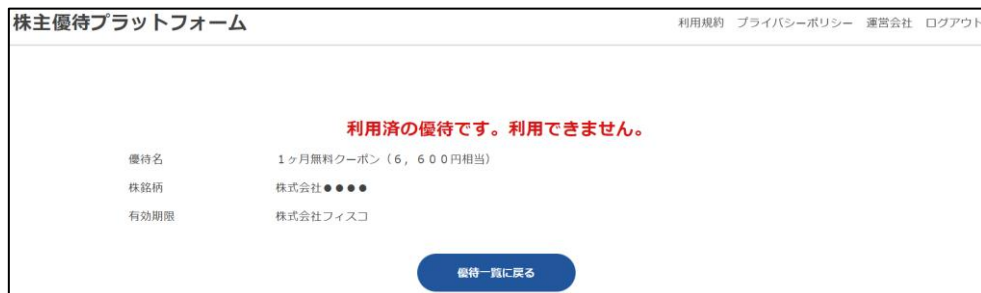 株主優待プラットフォーム
利用規約 プライバシーポリシー 運営会社 ログアウト
利用済の優待です。利用できません。
優待名 1ヶ月無料クーポン（6，600円相当）
株銘柄 株式会社●●●●
有効期限 株式会社フィスコ
優待一覧に戻る